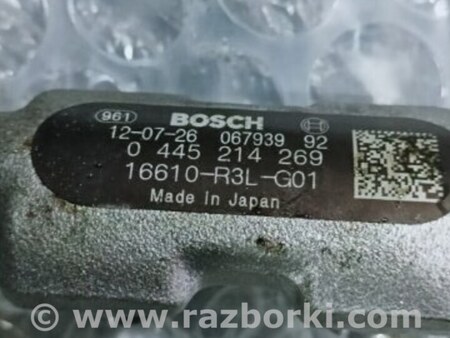 961 BOSCH
12-07-26 067939 92
0 445 214 269
16610-R3L-G01
Made In Japan
www.razborki.com